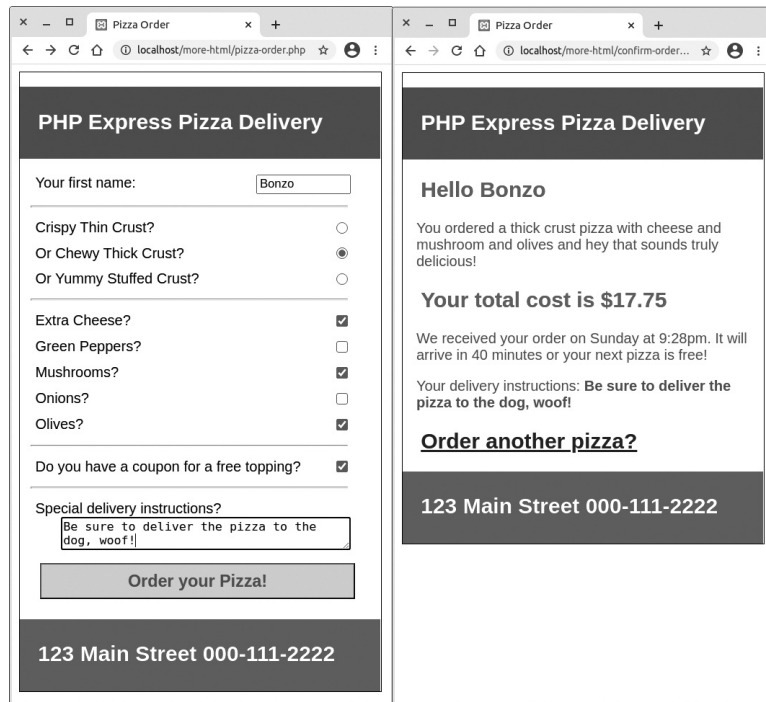 Pizza Order
localhost/more-html/pizza-order.php
PHP Express Pizza Delivery
Your first name: Bonzo
Crispy Thin Crust?
Or Chewy Thick Crust?
Or Yummy Stuffed Crust?
Extra Cheese?
Green Peppers?
Mushrooms?
Onions?
Olives?
Do you have a coupon for a free topping?
Special delivery instructions?
Be sure to deliver the pizza to the
dog, woof!
Order your Pizza!
123 Main Street 000-111-2222
Pizza Order
localhost/more-html/confirm-order...
PHP Express Pizza Delivery
Hello Bonzo
You ordered a thick crust pizza with cheese and
mushroom and olives and hey that sounds truly
delicious!
Your total cost is $17.75
We received your order on Sunday at 9:28pm. It will
arrive in 40 minutes or your next pizza is free!
Your delivery instructions: Be sure to deliver the
pizza to the dog, woof!
Order another pizza?
123 Main Street 000-111-2222